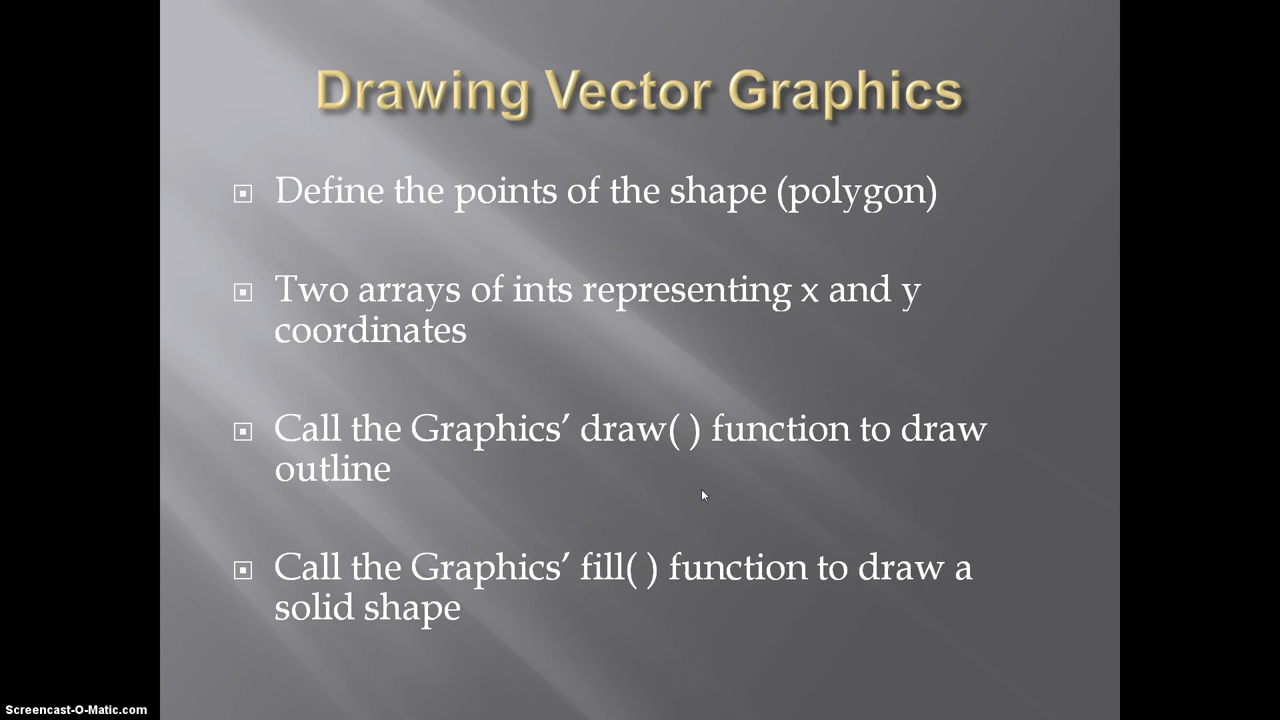 Drawing Vector Graphics
Define the points of the shape (polygon)
Two arrays of ints representing x and y
coordinates
Call the Graphics’ draw( ) function to draw
outline
Call the Graphics’ fill( ) function to draw a
solid shape
Screencast-O-Matic.com